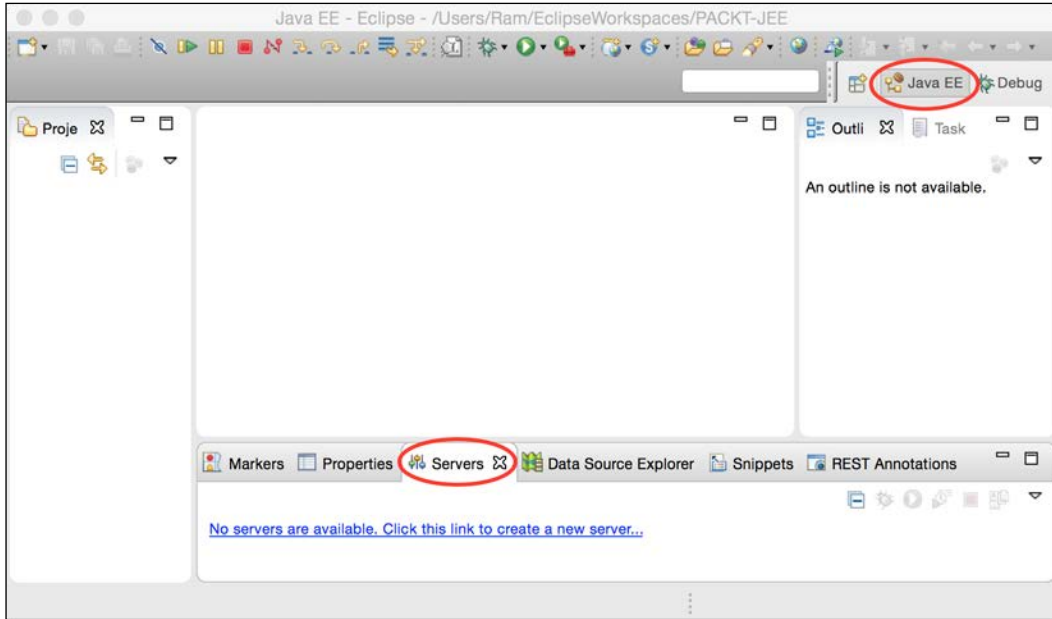 Java EE - Eclipse - /Users/Ram/EclipseWorkspaces/PACKT-JEE
Java EE
Debug
Proje
Outli
Task
An outline is not available.
Markers
Properties
Servers
Data Source Explorer
Snippets
REST Annotations
No servers are available. Click this link to create a new server...